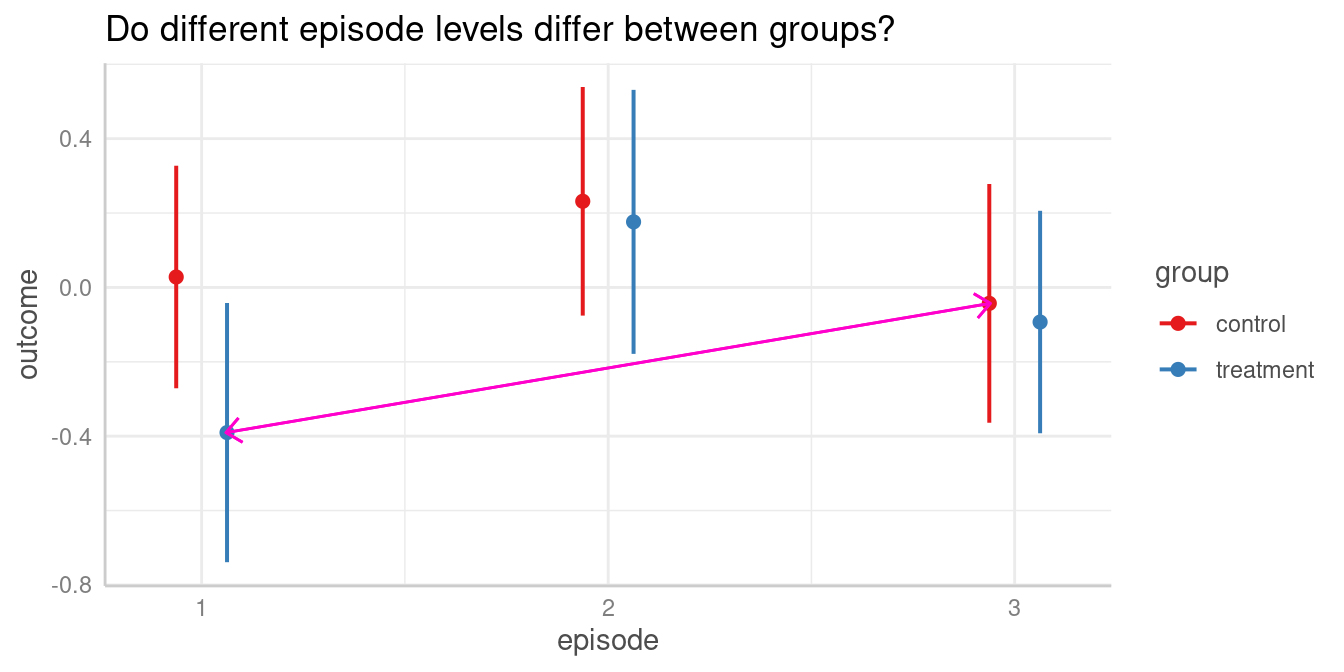 Do different episode levels differ between groups?
outcome
0.4
0.0
-0.4
-0.8
1 2 3
episode
group
control
treatment